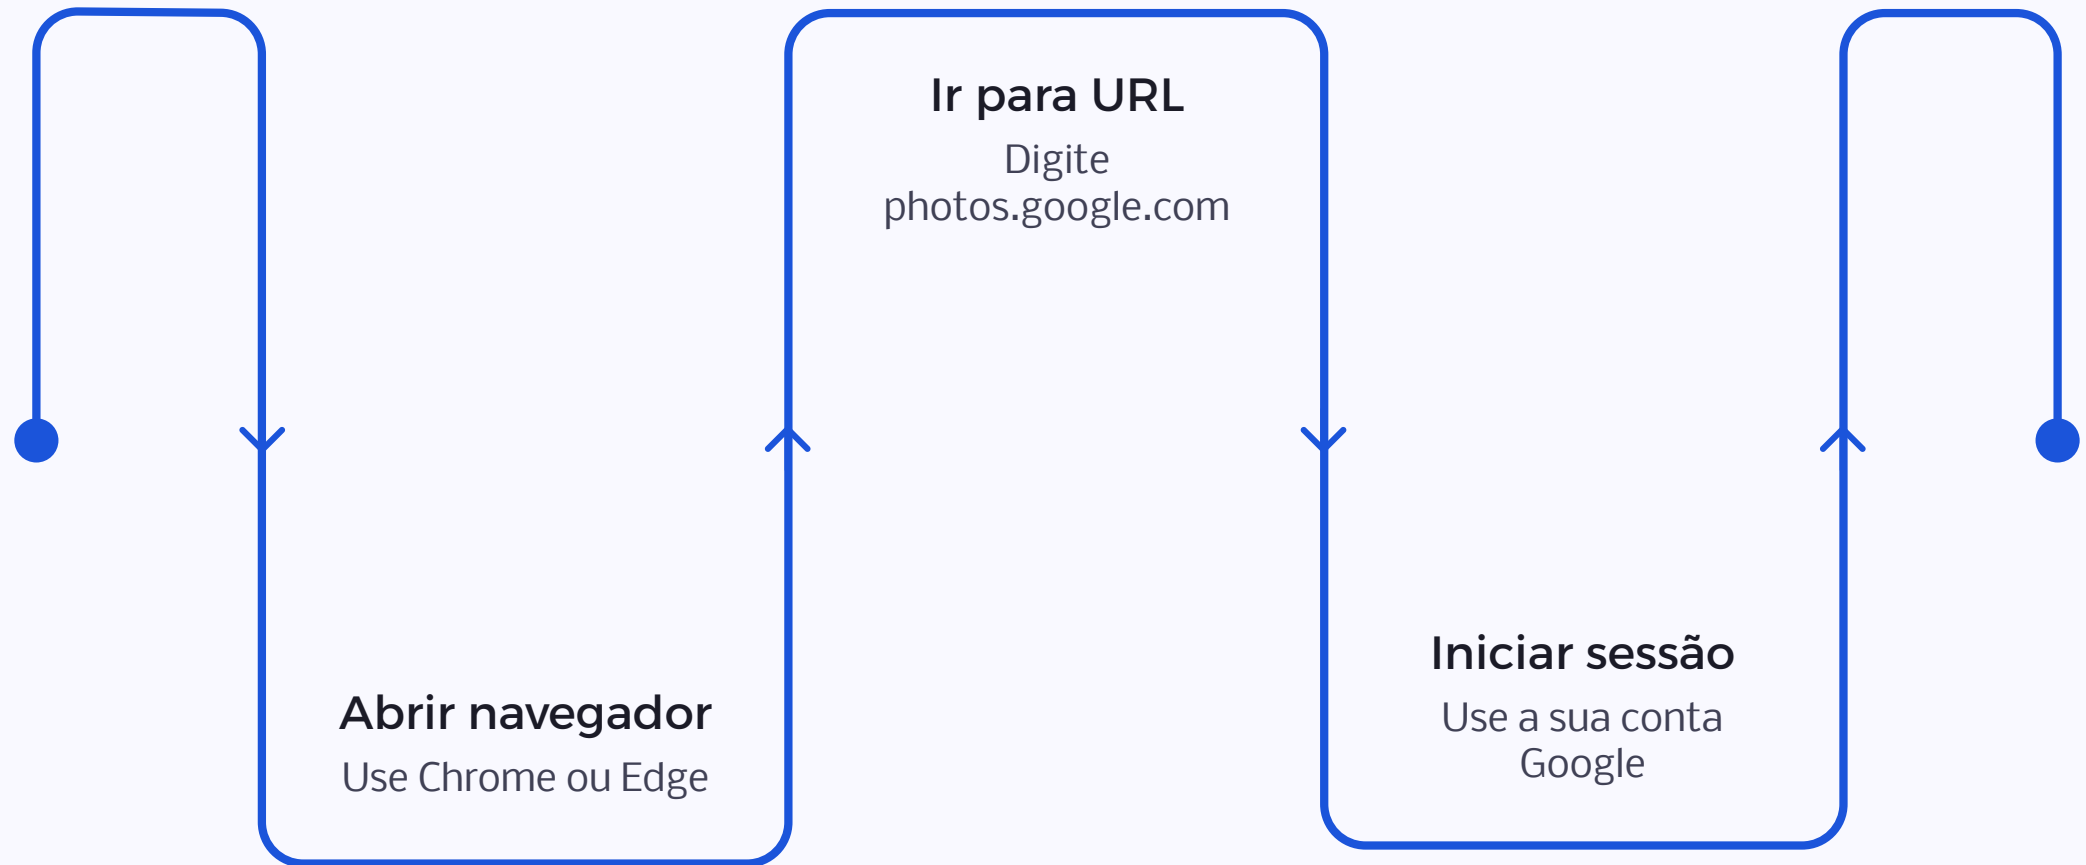 Abrir navegador
Use Chrome ou Edge
Ir para URL
Digite
photos.google.com
Iniciar sessão
Use a sua conta
Google